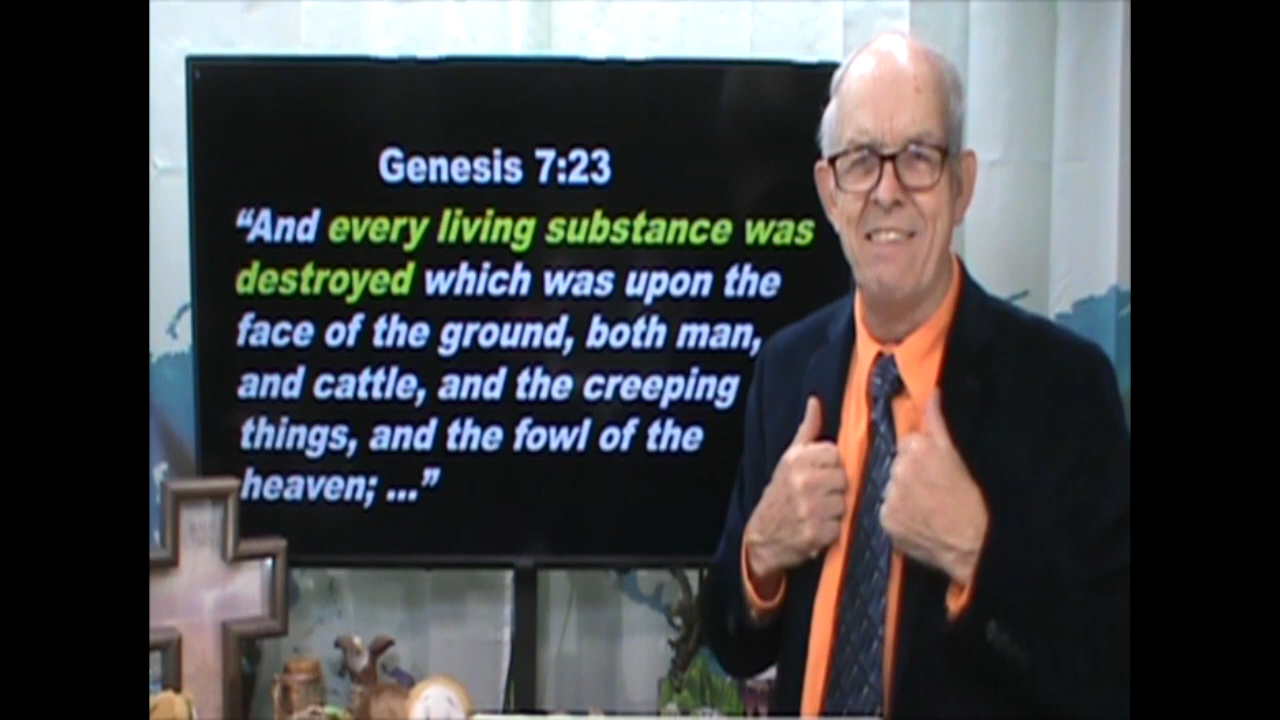 Genesis 7:23
“And every living substance was
destroyed which was upon the
face of the ground, both man,
and cattle, and the creeping
things, and the fowl of the
heaven; ...”